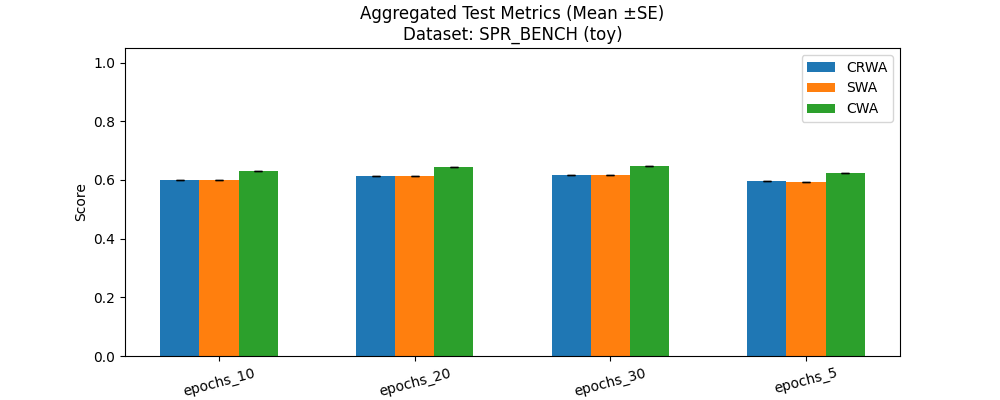 Aggregated Test Metrics (Mean ±SE)
Dataset: SPR_BENCH (toy)
1.0
0.8
0.6
0.4
0.2
0.0
Score
CRWA
SWA
CWA
epochs_10
epochs_20
epochs_30
epochs_5